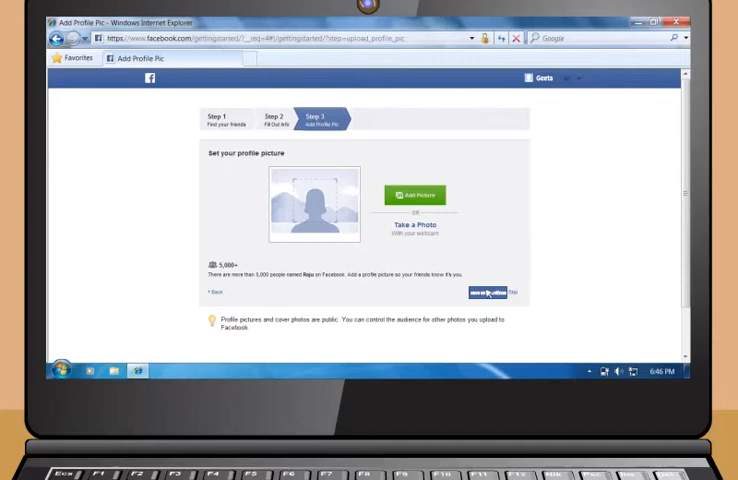 Add Profile Pic - Windows Internet Explorer
https://www.facebook.com/gettingstarted/?_req=4#!/gettingstarted/?step=upload_profile_pic
Google
Favorites
Add Profile Pic
Geeta
Step 1
Find your friends
Step 2
Fill Out Info
Step 3
Add Profile Pic
Set your profile picture
Add Picture
OR
Take a Photo
With your webcam
5,000+
There are more than 5,000 people named Raju on Facebook. Add a profile picture so your friends know it's you.
Back
Skip
Profile pictures and cover photos are public. You can control the audience for other photos you upload to
Facebook
6:46 PM
Esc F1 F2 F3 F4 F5 F6 F7 F8 F9 F10 F11 F12